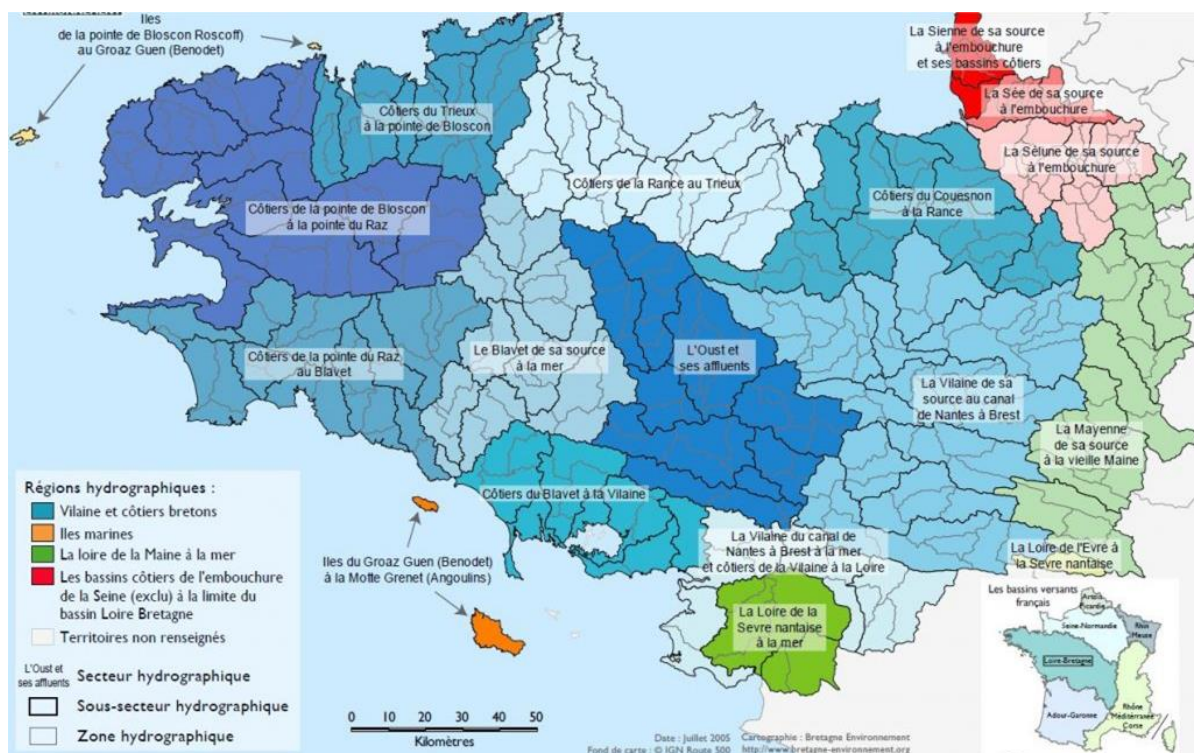 Iles
de la pointe de Bloscon Roscoff)
au Groaz Guen (Benodet)
La Sienne de sa source
à l'embouchure
et ses bassins côtiers
La Sée de sa source
à l'embouchure
Côtiers du Trieux
à la pointe de Bloscon
La Sélune de sa source
à l'embouchure
Côtiers de la Rance au Trieux
Côtiers de la pointe de Bloscon
à la pointe du Raz
Côtiers du Couesnon
à la Rance
Côtiers de la pointe du Raz
au Blavet
Le Blavet de sa source
à la mer
L'Oust et
ses affluents
La Vilaine de sa
source au canal
de Nantes à Brest
La Mayenne
de sa source
à la vieille Maine
Côtiers du Blavet à la Vilaine
La Vilaine du canal de
Nantes à Brest à la mer
et côtiers de la Vilaine à la Loire
La Loire de l'Evre à
la Sevre nantaise
Iles du Groaz Guen (Benodet)
à la Motte Grenet (Angoulins)
La Loire de la
Sevre nantaise
à la mer
Régions hydrographiques :
Vilaine et côtiers bretons
Iles marines
La loire de la Maine à la mer
Les bassins côtiers de l'embouchure
de la Seine (exclu) à la limite du
bassin Loire Bretagne
Territoires non renseignés
L'Oust et
ses affluents
Secteur hydrographique
Sous-secteur hydrographique
Zone hydrographique
0 10 20 30 40 50
Kilomètres
Les bassins versants
français
Artois
Picardie
Seine-Normandie
Rhin
Meuse
Loire-Bretagne
Rhône
Méditerranée
Corse
Adour-Garonne
Date : Juillet 2005 Cartographie : Bretagne Environnement
Fond de carte : © IGN Route 500 http://www.bretagne-environnement.org